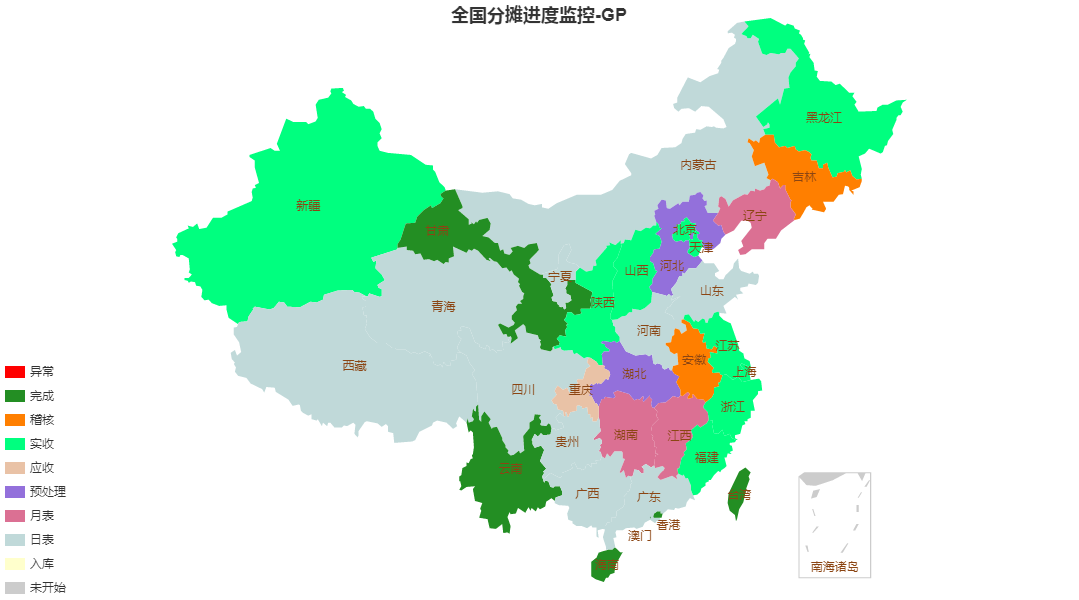 全国分摊进度监控-GP
黑龙江
内蒙古
吉林
新疆
辽宁
甘肃
北京
天津
河北
山西
宁夏
山东
陕西
青海
河南
江苏
安徽
西藏
上海
湖北
四川
重庆
浙江
湖南
江西
贵州
福建
云南
广西
广东
台湾
香港
澳门
海南
南海诸岛
异常
完成
稽核
实收
应收
预处理
月表
日表
入库
未开始